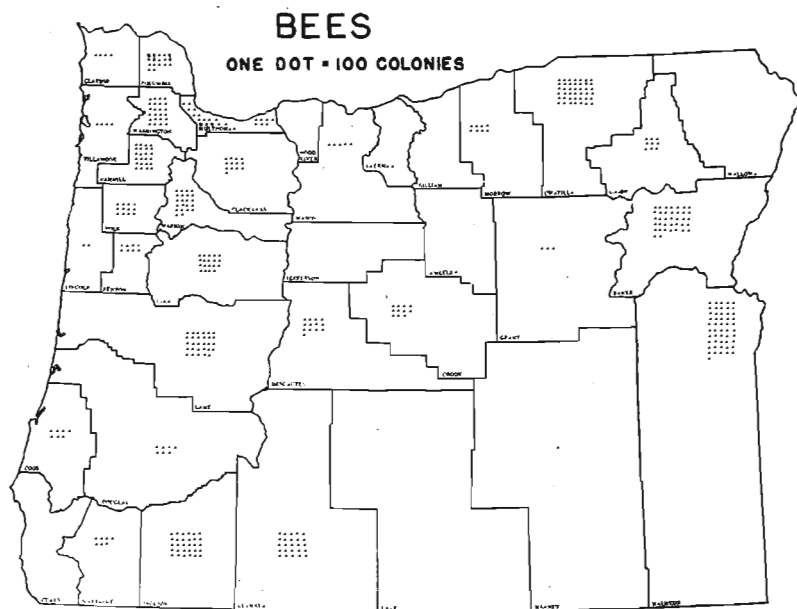 BEES
ONE DOT = 100 COLONIES
CLATSOP
COLUMBIA
TILLAMOOK
WASHINGTON
MULTNOMAH
HOOD
RIVER
SHERMAN
GILLIAM
MORROW
UMATILLA
UNION
WALLOWA
YAMHILL
CLACKAMAS
WASCO
POLK
MARION
LINCOLN
BENTON
LINN
JEFFERSON
WHEELER
BAKER
GRANT
CROOK
DESCHUTES
LANE
COOS
DOUGLAS
CURRY
JOSEPHINE
JACKSON
KLAMATH
LAKE
HARNEY
MALHEUR